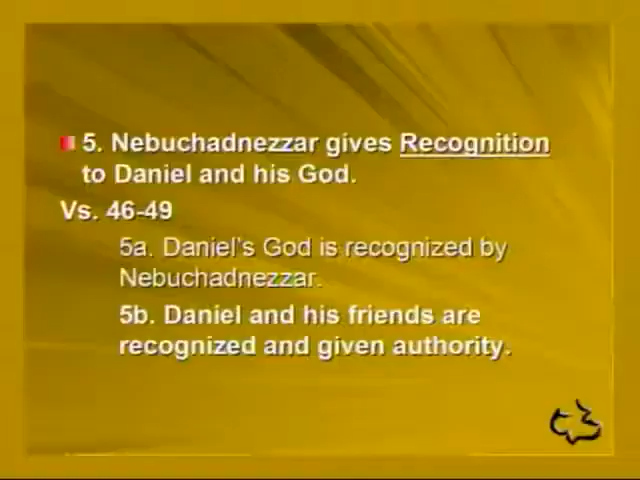 5. Nebuchadnezzar gives Recognition
to Daniel and his God.
Vs. 46-49
5a. Daniel's God is recognized by
Nebuchadnezzar.
5b. Daniel and his friends are
recognized and given authority.